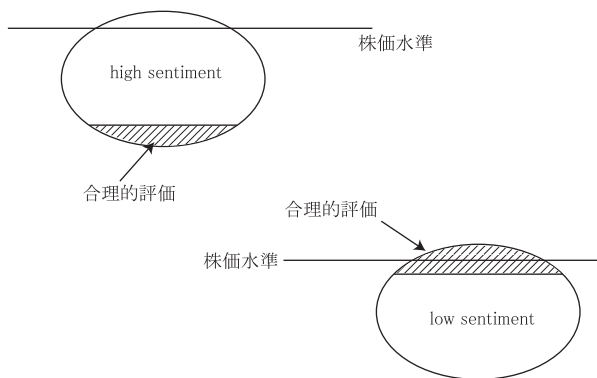 株価水準
high sentiment
合理的評価
合理的評価
株価水準
low sentiment